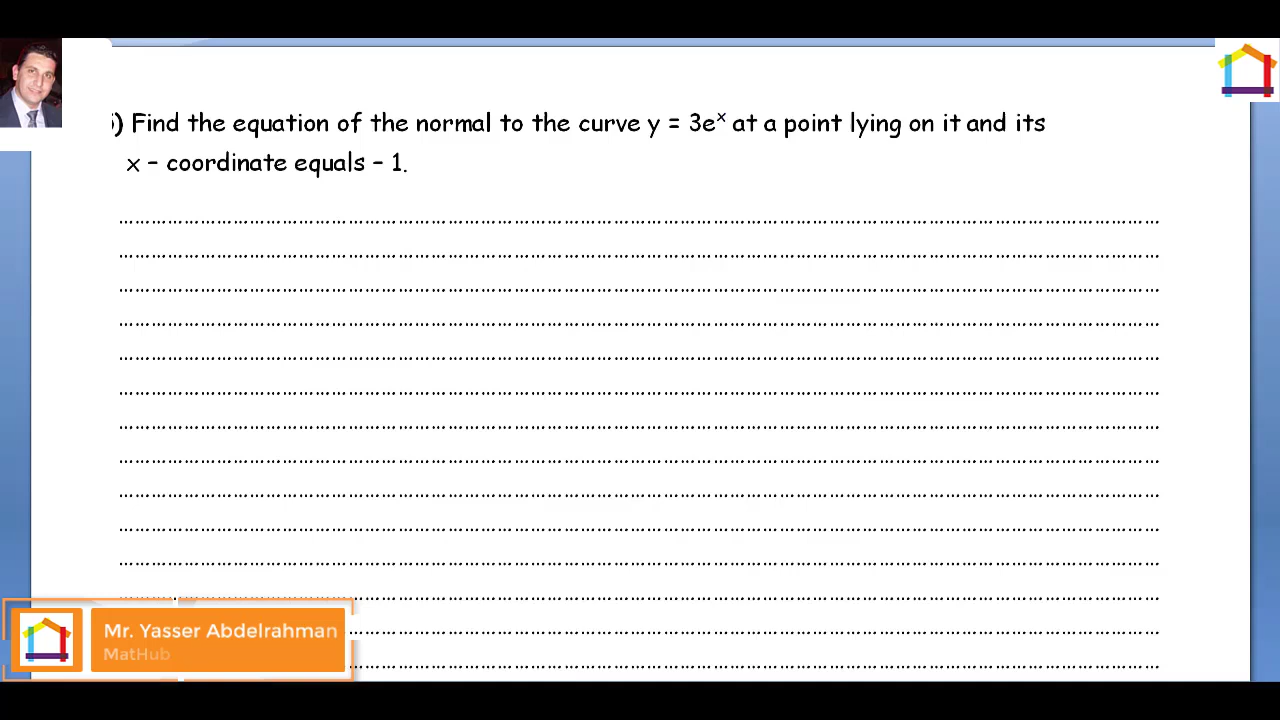 ) Find the equation of the normal to the curve y = 3eˣ at a point lying on it and its
x – coordinate equals – 1.
Mr. Yasser Abdelrahman
MatHub